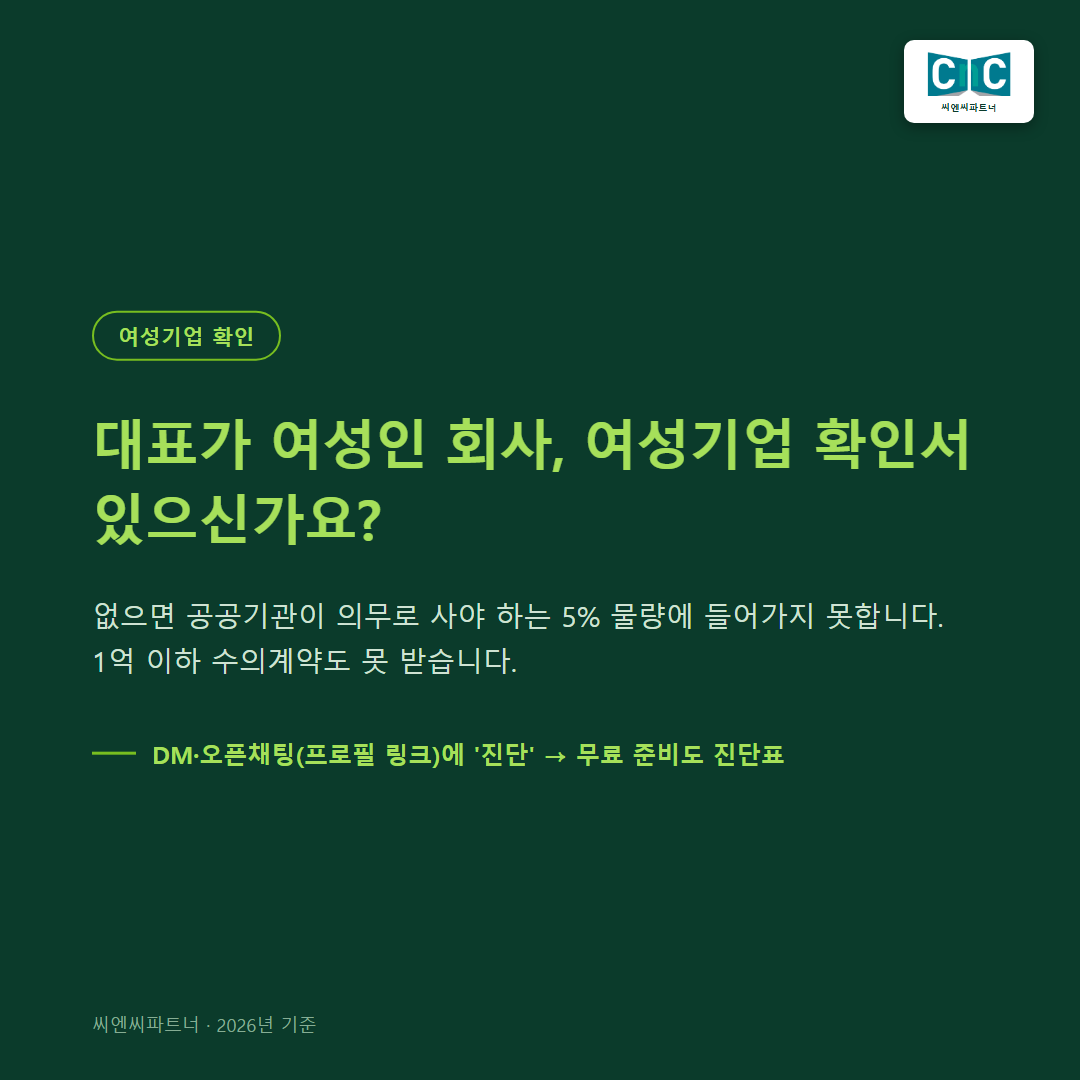 CnC
씨엔씨파트너
여성기업 확인
대표가 여성인 회사, 여성기업 확인서
있으신가요?
없으면 공공기관이 의무로 사야 하는 5% 물량에 들어가지 못합니다.
1억 이하 수의계약도 못 받습니다.
DM·오픈채팅(프로필 링크)에 '진단' → 무료 준비도 진단표
씨엔씨파트너 · 2026년 기준